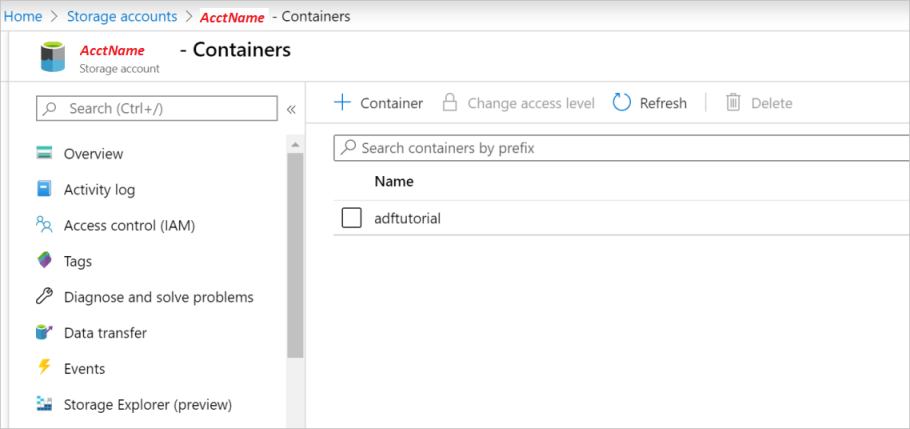 Home > Storage accounts > AcctName - Containers
AcctName - Containers
Storage account
Search (Ctrl+/)
«
Overview
Activity log
Access control (IAM)
Tags
Diagnose and solve problems
Data transfer
Events
Storage Explorer (preview)
+ Container Change access level Refresh Delete
Search containers by prefix
Name
adftutorial